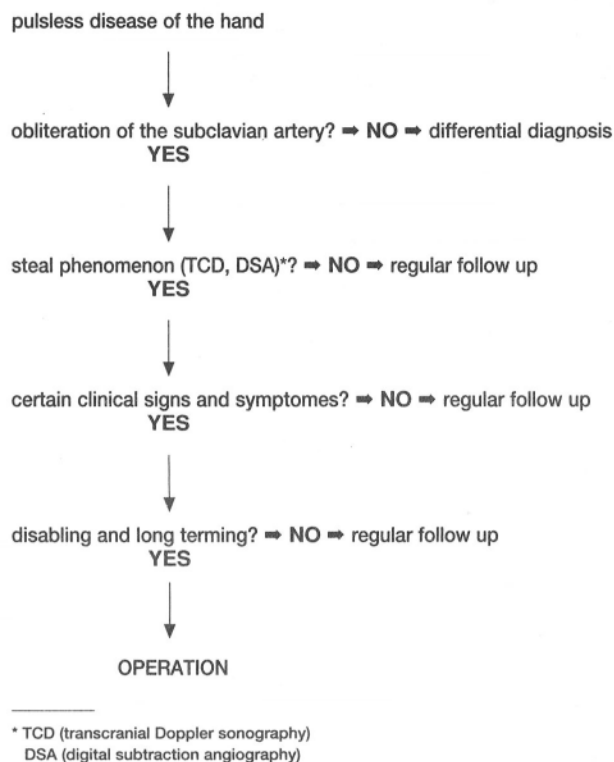 pulsless disease of the hand
obliteration of the subclavian artery? ➡ NO ➡ differential diagnosis
YES
steal phenomenon (TCD, DSA)*? ➡ NO ➡ regular follow up
YES
certain clinical signs and symptomes? ➡ NO ➡ regular follow up
YES
disabling and long terming? ➡ NO ➡ regular follow up
YES
OPERATION
* TCD (transcranial Doppler sonography)
DSA (digital subtraction angiography)